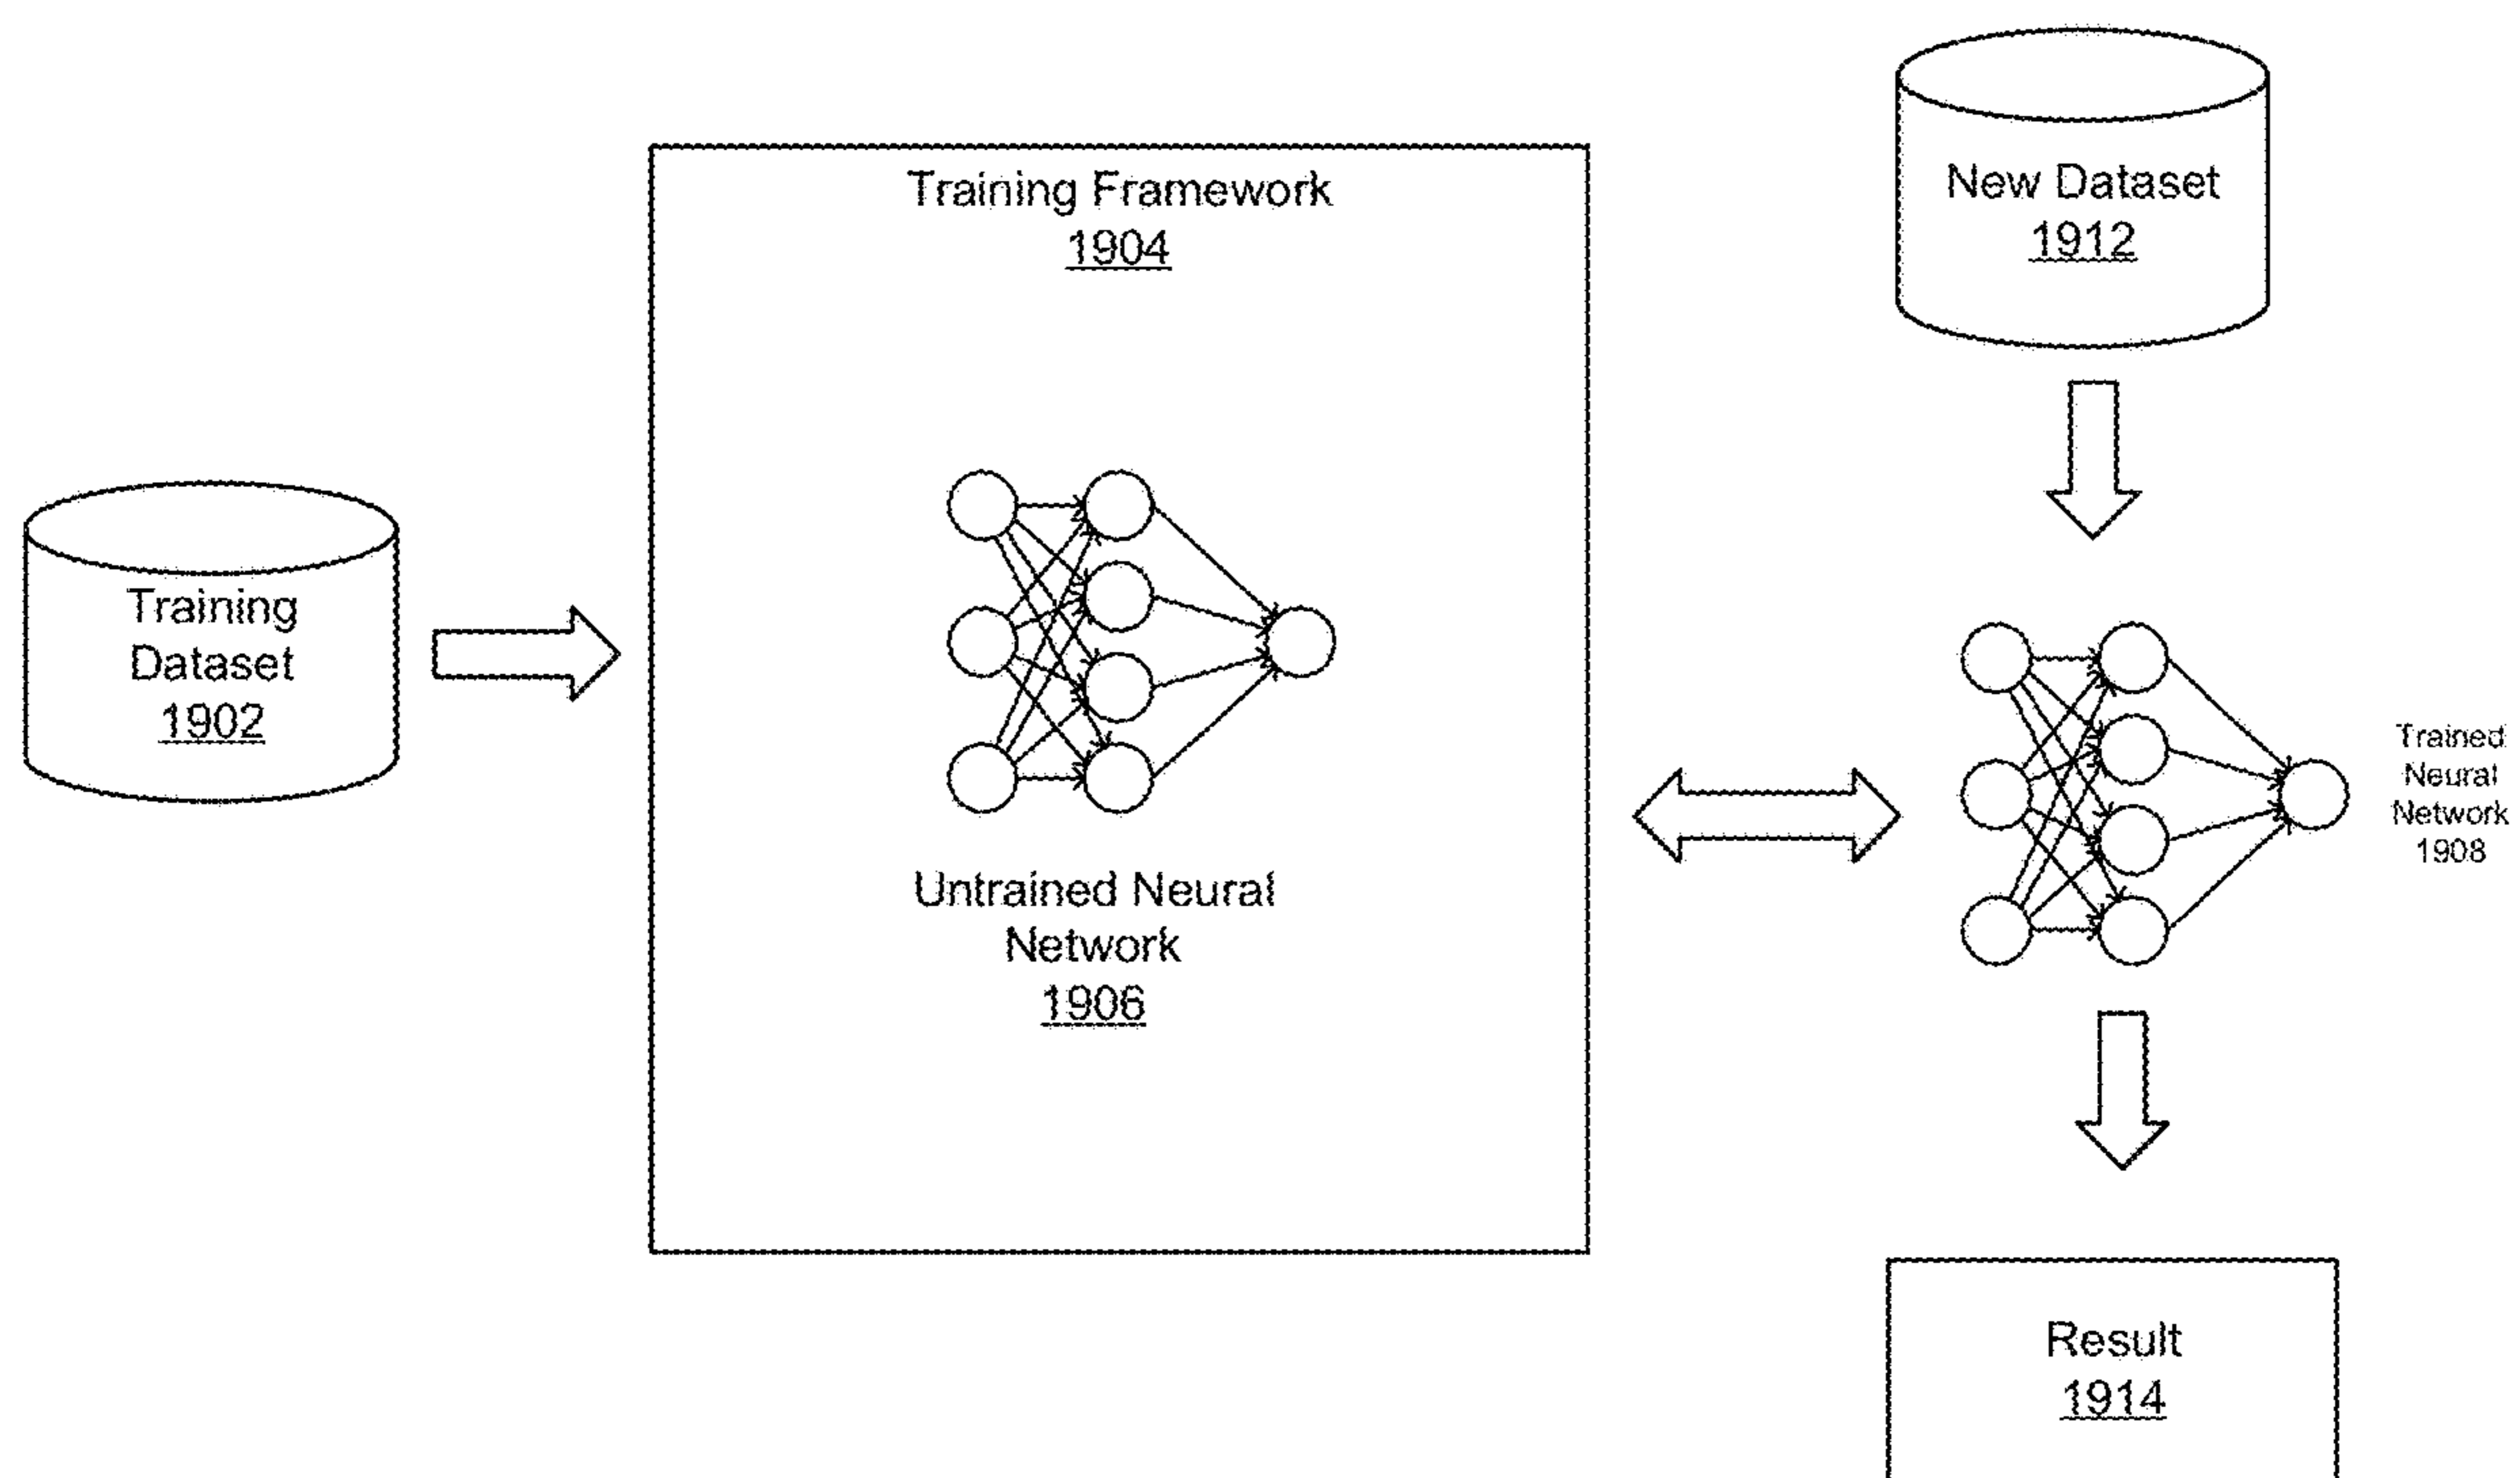 Training Framework
1904
New Dataset
1912
Training
Dataset
1902
Untrained Neural
Network
1906
Trained
Neural
Network
1908
Result
1914